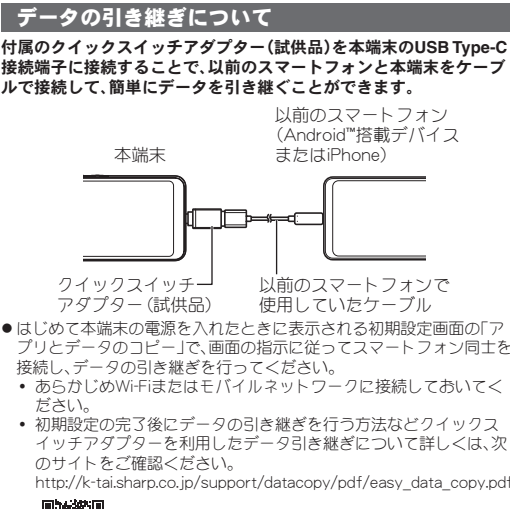 データの引き継ぎについて
付属のクイックスイッチアダプター（試供品）を本端末のUSB Type-C
接続端子に接続することで、以前のスマートフォンと本端末をケーブ
ルで接続して、簡単にデータを引き継ぐことができます。
以前のスマートフォン
（Android™搭載デバイス
またはiPhone）
本端末
クイックスイッチ
アダプター（試供品）
以前のスマートフォンで
使用していたケーブル
●はじめて本端末の電源を入れたときに表示される初期設定画面の「ア
プリとデータのコピー」で、画面の指示に従ってスマートフォン同士を
接続し、データの引き継ぎを行ってください。
• あらかじめWi-Fiまたはモバイルネットワークに接続しておいてく
ださい。
• 初期設定の完了後にデータの引き継ぎを行う方法などクイックス
イッチアダプターを利用したデータ引き継ぎについて詳しくは、次
のサイトをご確認ください。
http://k-tai.sharp.co.jp/support/datacopy/pdf/easy_data_copy.pdf